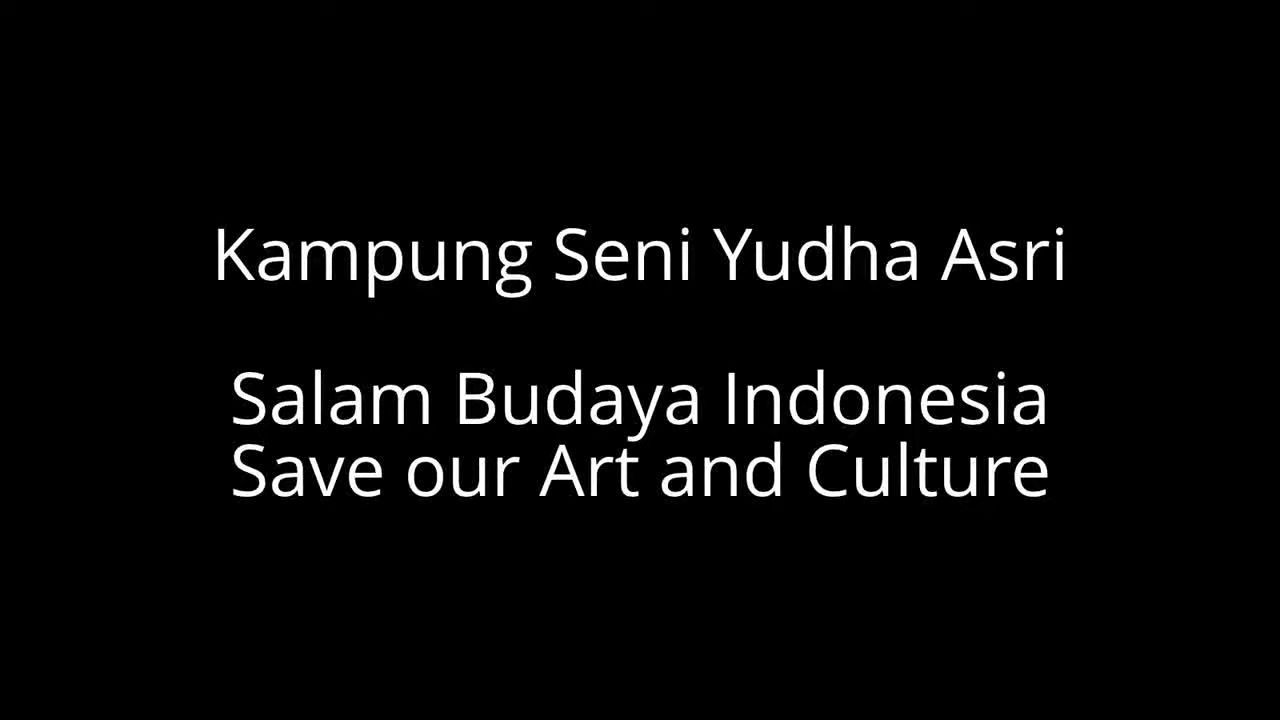 Kampung Seni Yudha Asri
Salam Budaya Indonesia
Save our Art and Culture